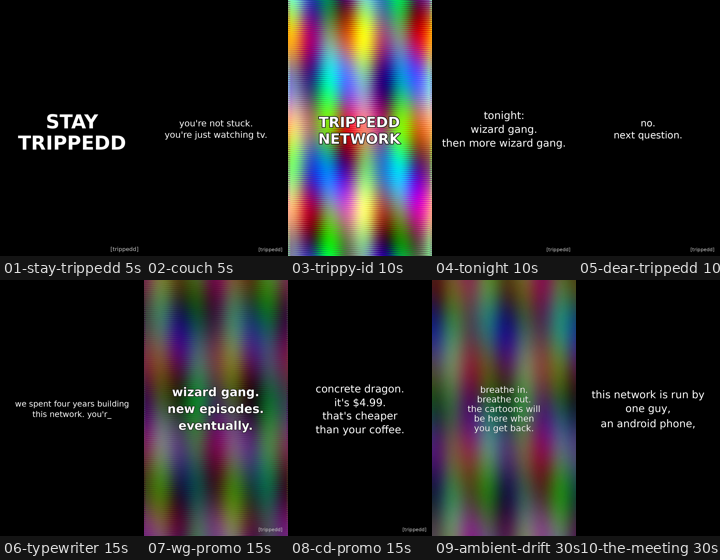 STAY
TRIPPEDD
[trippedd]
01-stay-trippedd 5s
you're not stuck.
you're just watching tv.
[trippedd]
02-couch 5s
TRIPPEDD
NETWORK
03-trippy-id 10s
tonight:
wizard gang.
then more wizard gang.
[trippedd]
04-tonight 10s
no.
next question.
[trippedd]
05-dear-trippedd 10
we spent four years building
this network. you'r_
06-typewriter 15s
wizard gang.
new episodes.
eventually.
[trippedd]
07-wg-promo 15s
concrete dragon.
it's $4.99.
that's cheaper
than your coffee.
[trippedd]
08-cd-promo 15s
breathe in.
breathe out.
the cartoons will
be here when
you get back.
09-ambient-drift 30s
this network is run by
one guy,
an android phone,
10-the-meeting 30s